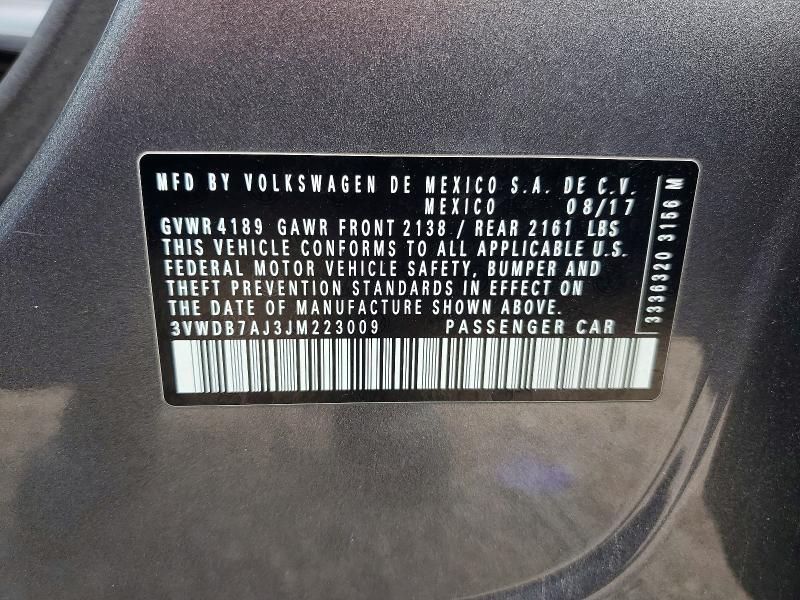 MFD BY VOLKSWAGEN DE MEXICO S.A. DE C.V.
MEXICO 08/17
GVWR 4189 GAWR FRONT 2138 / REAR 2161 LBS
THIS VEHICLE CONFORMS TO ALL APPLICABLE U.S.
FEDERAL MOTOR VEHICLE SAFETY, BUMPER AND
THEFT PREVENTION STANDARDS IN EFFECT ON
THE DATE OF MANUFACTURE SHOWN ABOVE.
3VWDB7AJ3JM223009 PASSENGER CAR
3336320 3156 M